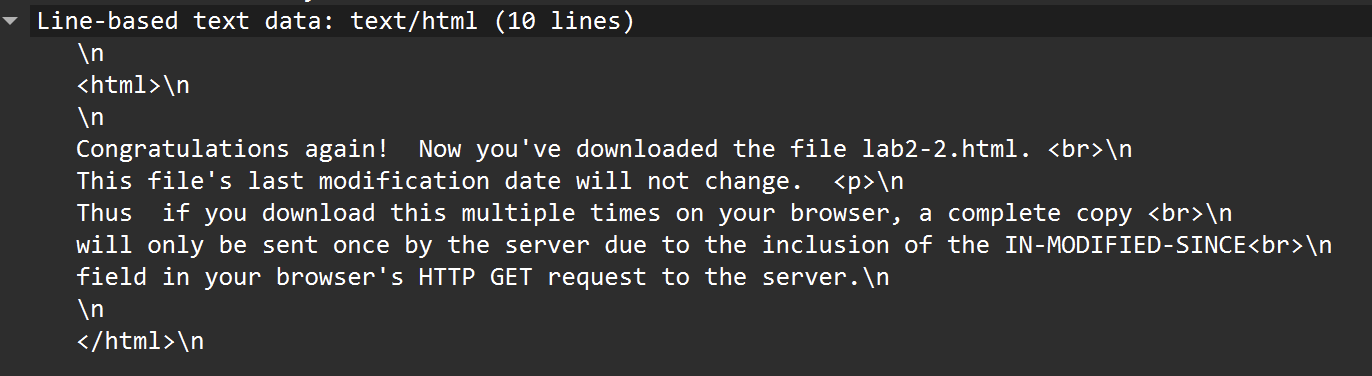 Line-based text data: text/html (10 lines)
\n
<html>\n
\n
Congratulations again!  Now you've downloaded the file lab2-2.html. <br>\n
This file's last modification date will not change.  <p>\n
Thus  if you download this multiple times on your browser, a complete copy <br>\n
will only be sent once by the server due to the inclusion of the IN-MODIFIED-SINCE<br>\n
field in your browser's HTTP GET request to the server.\n
\n
</html>\n